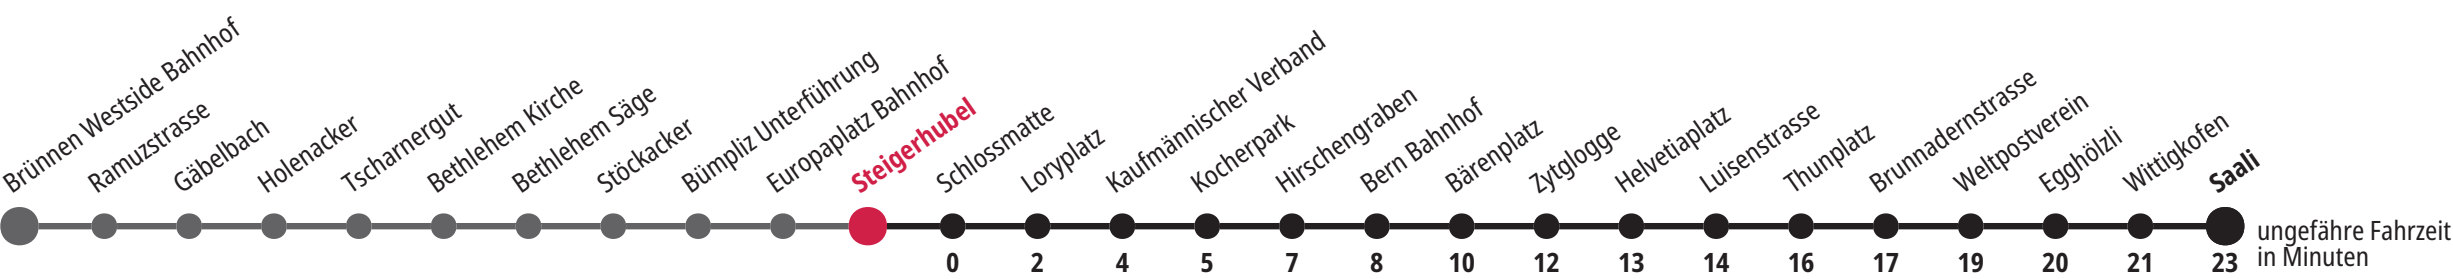 Brünnen Westside Bahnhof
Ramuzstrasse
Gäbelbach
Holenacker
Tscharnergut
Bethlehem Kirche
Bethlehem Säge
Stöckacker
Bümpliz Unterführung
Europaplatz Bahnhof
Steigerhubel
Schlossmatte
Loryplatz
Kaufmännischer Verband
Kocherpark
Hirschengraben
Bern Bahnhof
Bärenplatz
Zytglogge
Helvetiaplatz
Luisenstrasse
Thunplatz
Brunnadernstrasse
Weltpostverein
Egghölzli
Wittigkofen
Saali
0 2 4 5 7 8 10 12 13 14 16 17 19 20 21 23
ungefähre Fahrzeit
in Minuten